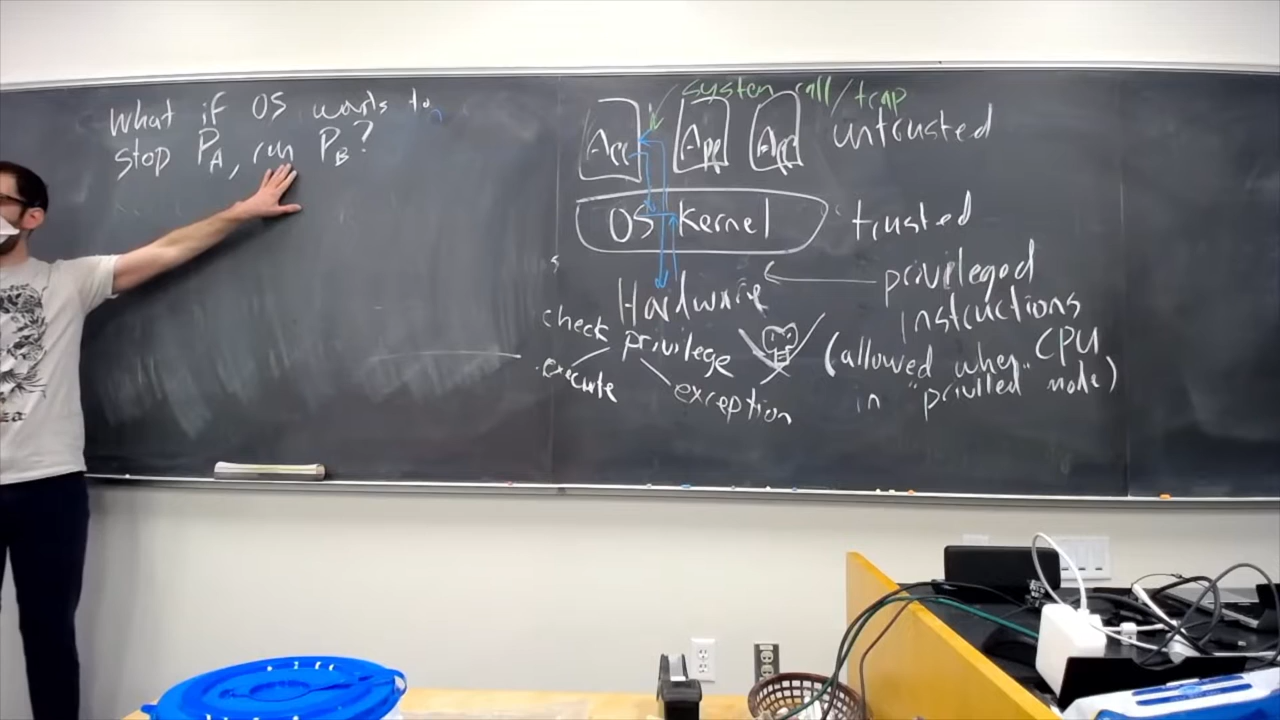 What if OS wants to
stop PA, run PB?
system call/trap
App App App untrusted
OS Kernel trusted
Hardware privileged
instructions
check privilege
(allowed when CPU
in "privilled mode)
execute exception